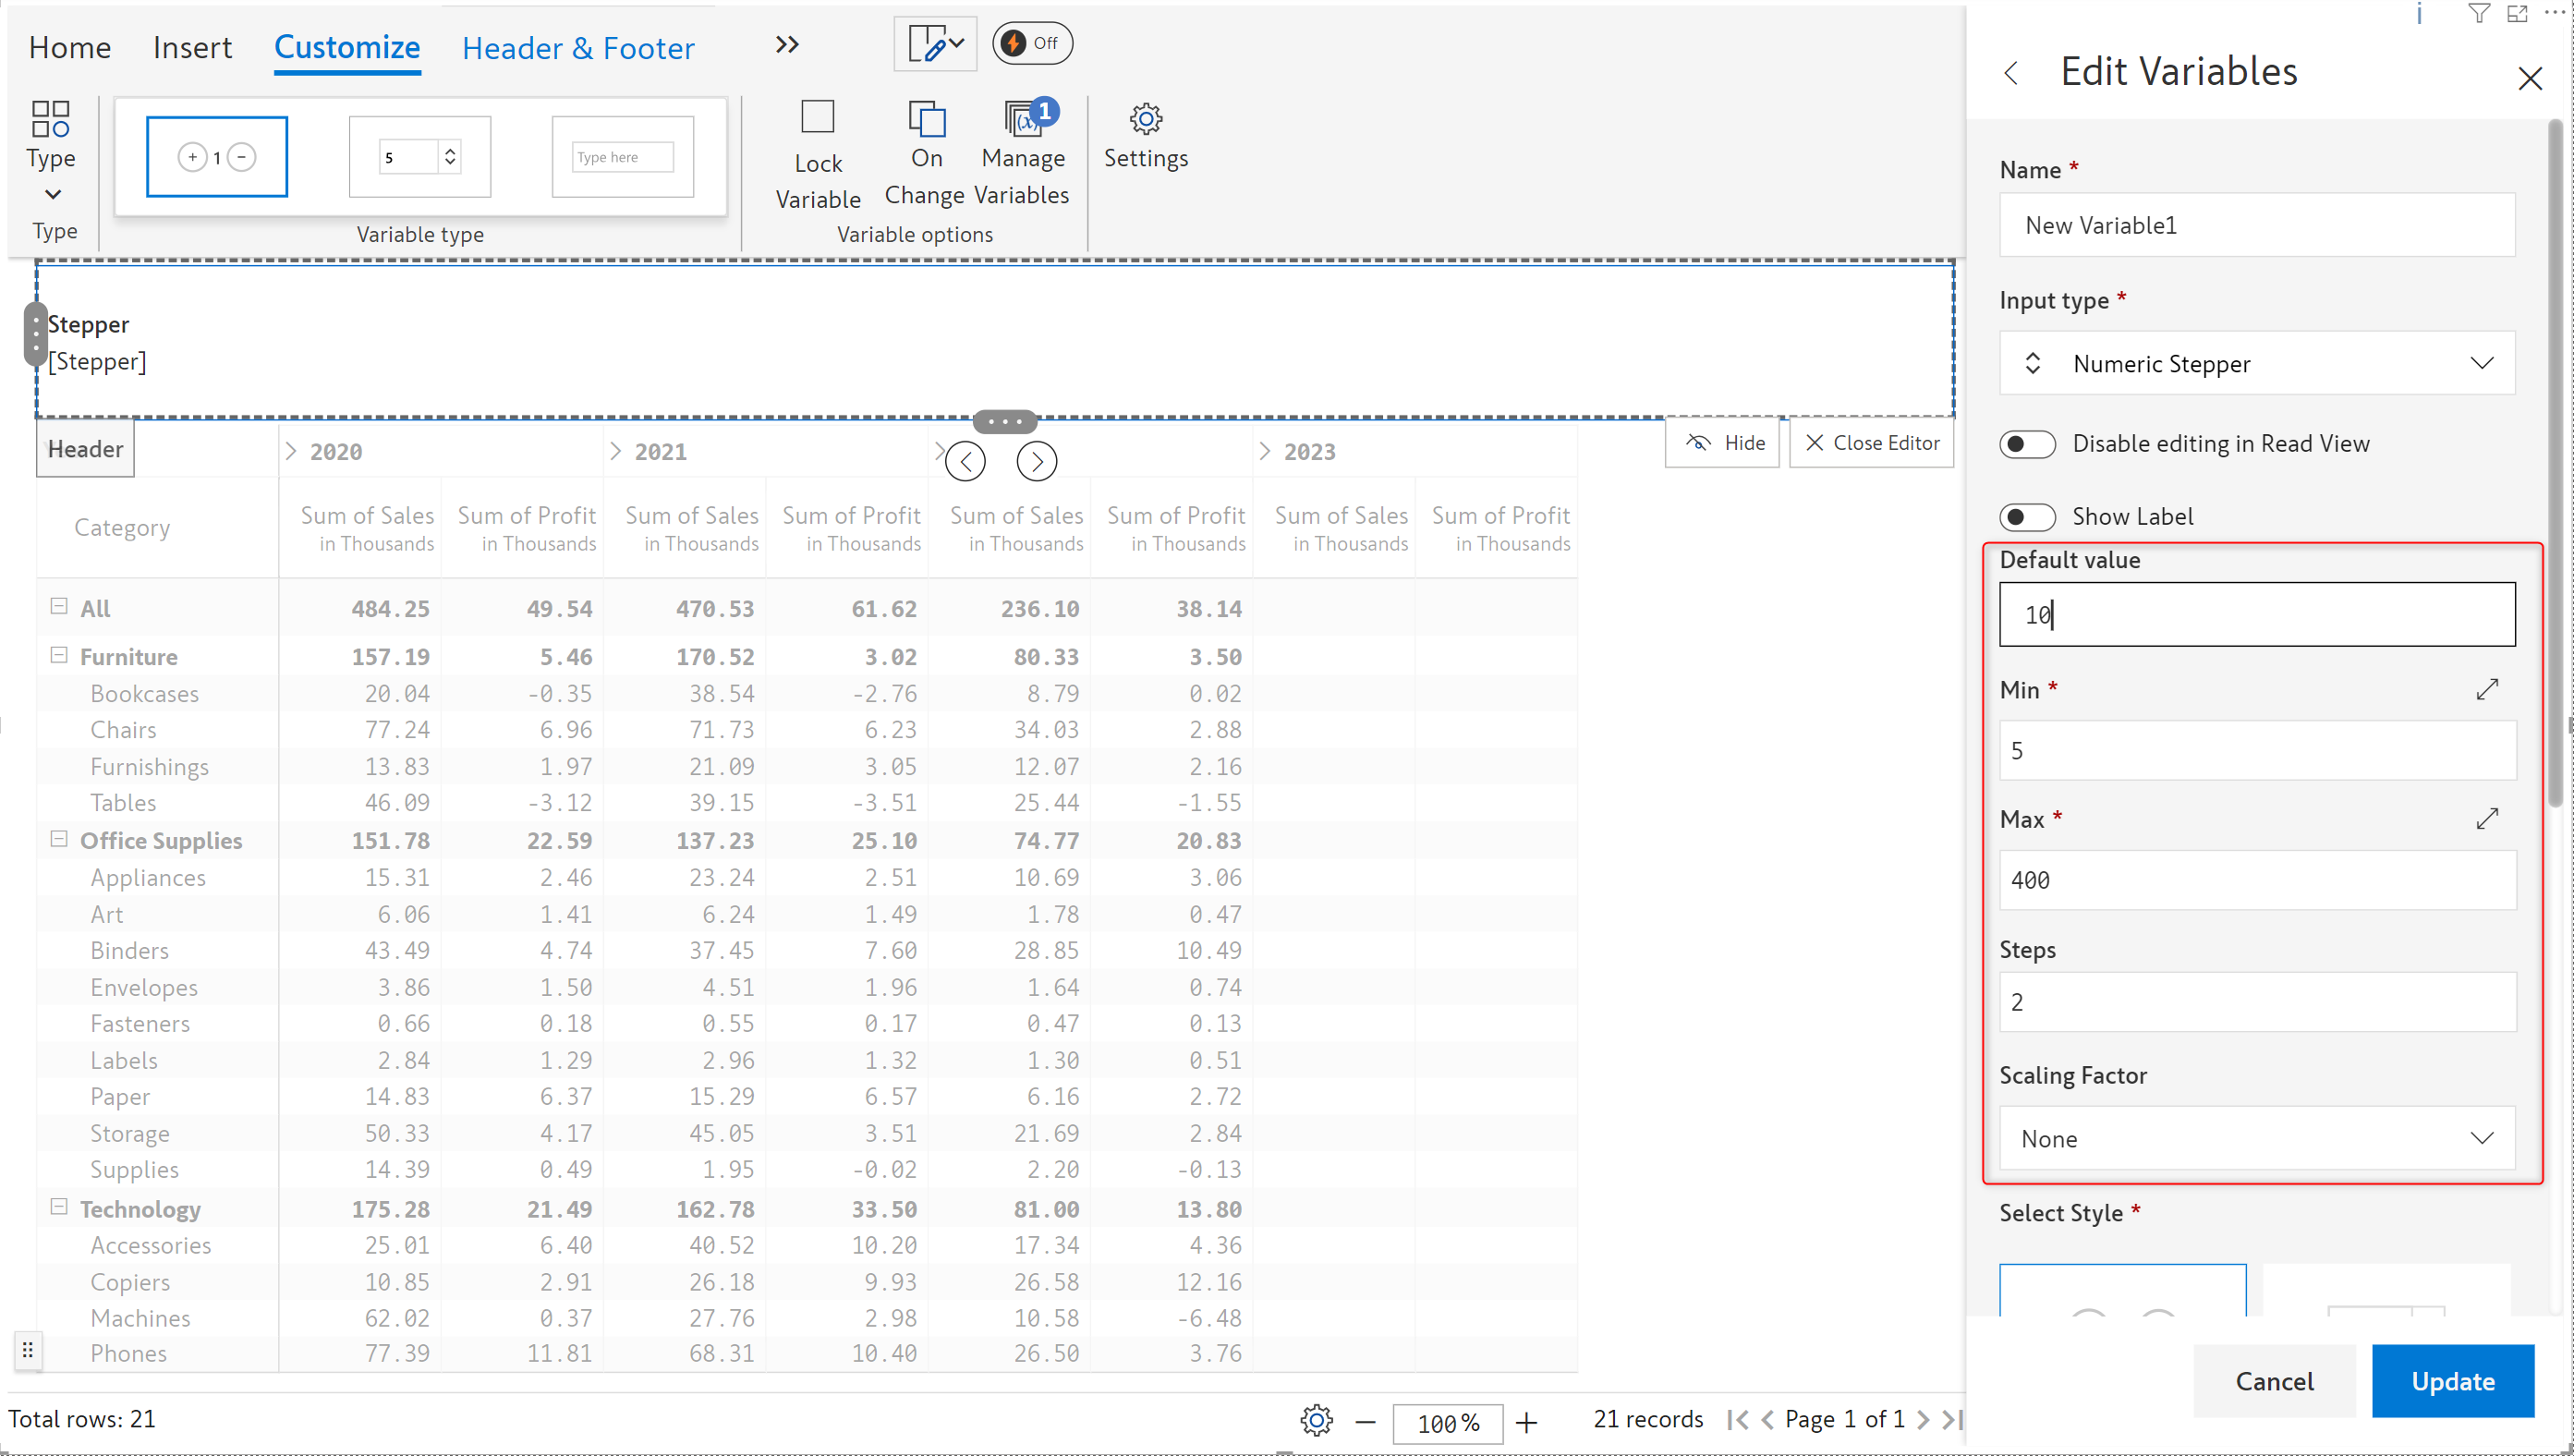 Home Insert Customize Header & Footer
Off
Type
Type
+ 1 −
5
Type here
Variable type
Lock Variable
On Change
1
Manage Variables
Variable options
Settings
Stepper
[Stepper]
Header
2020 2021 2023
Hide
Close Editor
Category Sum of Sales in Thousands Sum of Profit in Thousands Sum of Sales in Thousands Sum of Profit in Thousands Sum of Sales in Thousands Sum of Profit in Thousands Sum of Sales in Thousands Sum of Profit in Thousands
All 484.25 49.54 470.53 61.62 236.10 38.14
Furniture 157.19 5.46 170.52 3.02 80.33 3.50
Bookcases 20.04 -0.35 38.54 -2.76 8.79 0.02
Chairs 77.24 6.96 71.73 6.23 34.03 2.88
Furnishings 13.83 1.97 21.09 3.05 12.07 2.16
Tables 46.09 -3.12 39.15 -3.51 25.44 -1.55
Office Supplies 151.78 22.59 137.23 25.10 74.77 20.83
Appliances 15.31 2.46 23.24 2.51 10.69 3.06
Art 6.06 1.41 6.24 1.49 1.78 0.47
Binders 43.49 4.74 37.45 7.60 28.85 10.49
Envelopes 3.86 1.50 4.51 1.96 1.64 0.74
Fasteners 0.66 0.18 0.55 0.17 0.47 0.13
Labels 2.84 1.29 2.96 1.32 1.30 0.51
Paper 14.83 6.37 15.29 6.57 6.16 2.72
Storage 50.33 4.17 45.05 3.51 21.69 2.84
Supplies 14.39 0.49 1.95 -0.02 2.20 -0.13
Technology 175.28 21.49 162.78 33.50 81.00 13.80
Accessories 25.01 6.40 40.52 10.20 17.34 4.36
Copiers 10.85 2.91 26.18 9.93 26.58 12.16
Machines 62.02 0.37 27.76 2.98 10.58 -6.48
Phones 77.39 11.81 68.31 10.40 26.50 3.76
Total rows: 21
100%
21 records
Page 1 of 1
Edit Variables
Name *
New Variable1
Input type *
Numeric Stepper
Disable editing in Read View
Show Label
Default value
10
Min *
5
Max *
400
Steps
2
Scaling Factor
None
Select Style *
Cancel
Update